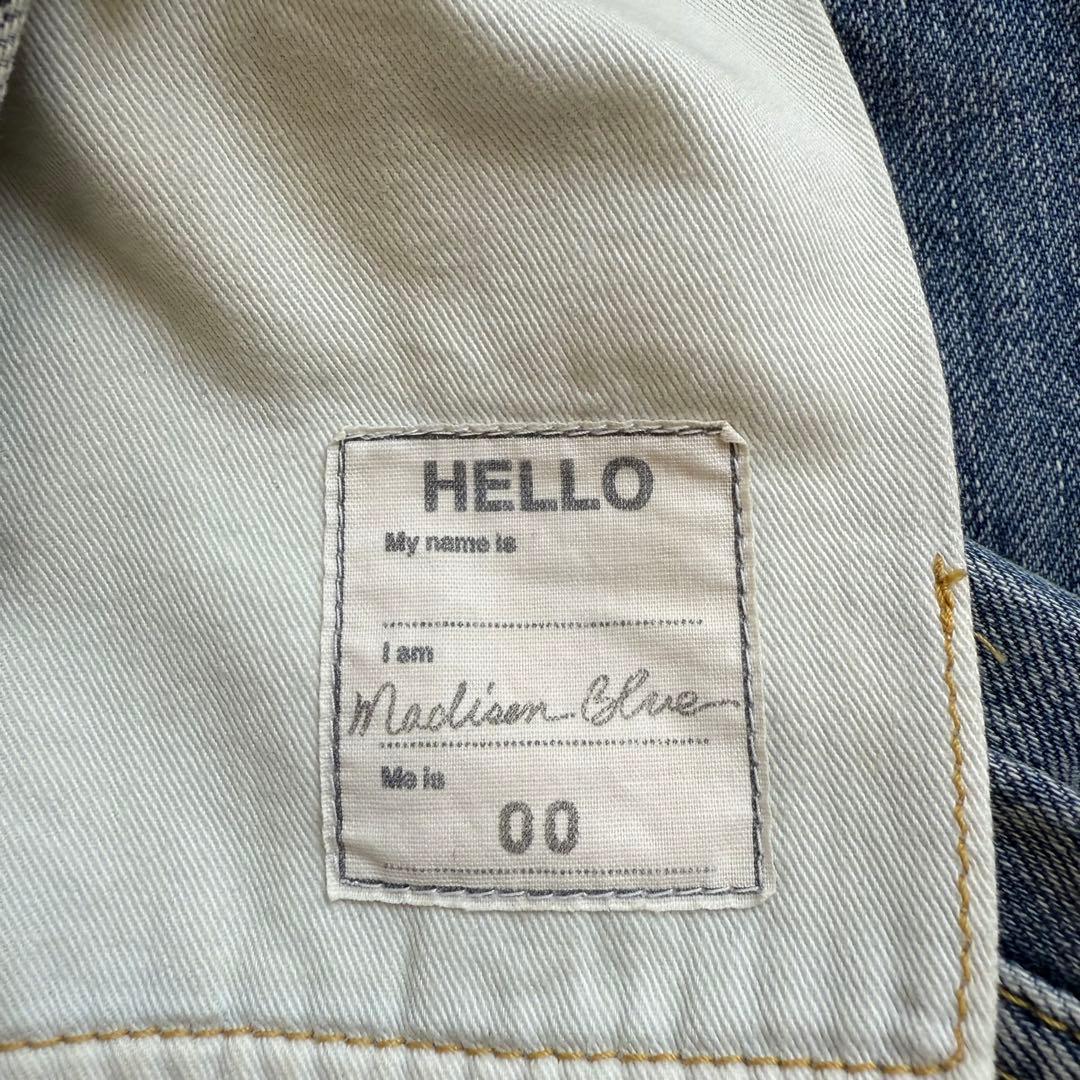 HELLO
My name is
I am
Madison Blue
Me is
00